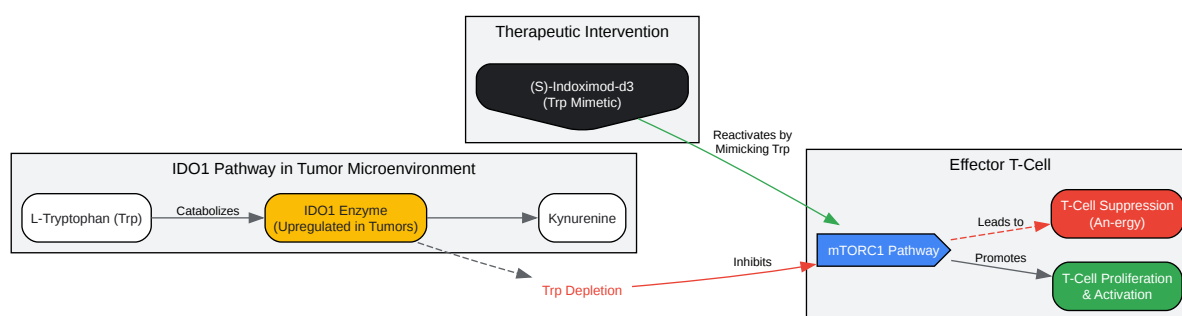 Therapeutic Intervention
(S)-Indoximod-d3
(Trp Mimetic)
Reactivates by
Mimicking Trp
IDO1 Pathway in Tumor Microenvironment
L-Tryptophan (Trp)
Catabolizes
IDO1 Enzyme
(Upregulated in Tumors)
Kynurenine
Trp Depletion
Inhibits
Effector T-Cell
mTORC1 Pathway
Leads to
T-Cell Suppression
(An-ergy)
Promotes
T-Cell Proliferation
& Activation